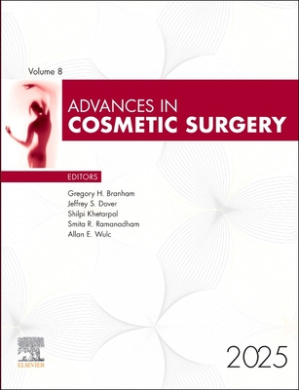 Volume 8
ADVANCES IN
COSMETIC SURGERY
EDITORS
Gregory H. Branham
Jeffrey S. Dover
Shilpi Khetarpal
Smita R. Ramanadham
Allan E. Wulc
ELSEVIER
2025